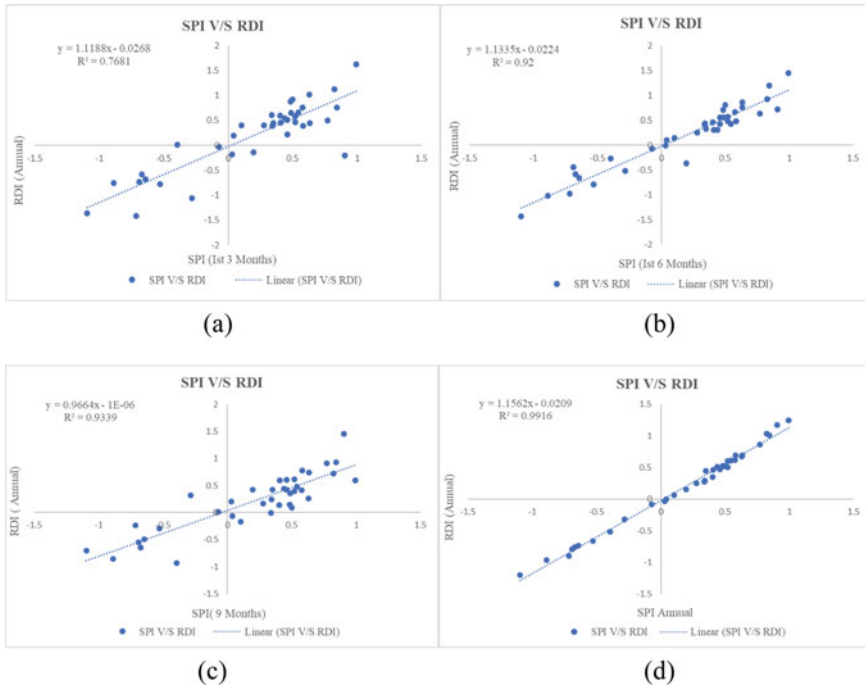 SPI V/S RDI
y = 1.1188x - 0.0268
R² = 0.7681
2
1.5
1
0.5
0
-1.5 -1 -0.5 0 0.5 1 1.5
-0.5
-1
-1.5
-2
RDI (Annual)
SPI (Ist 3 Months)
SPI V/S RDI Linear (SPI V/S RDI)
(a)
SPI V/S RDI
y = 1.1335x - 0.0224
R² = 0.92
2
1.5
1
0.5
0
-1.5 -1 -0.5 0 0.5 1 1.5
-0.5
-1
-1.5
-2
RDI (Annual)
SPI (Ist 6 Months)
SPI V/S RDI Linear (SPI V/S RDI)
(b)
SPI V/S RDI
y = 0.9664x - 1E-06
R² = 0.9339
2
1.5
1
0.5
0
-1.5 -1 -0.5 0 0.5 1 1.5
-0.5
-1
-1.5
RDI ( Annual)
SPI( 9 Months)
SPI V/S RDI Linear (SPI V/S RDI)
(c)
SPI V/S RDI
y = 1.1562x - 0.0209
R² = 0.9916
1.5
1
0.5
0
-1.5 -1 -0.5 0 0.5 1 1.5
-0.5
-1
-1.5
RDI (Annual)
SPI Annual
SPI V/S RDI Linear (SPI V/S RDI)
(d)